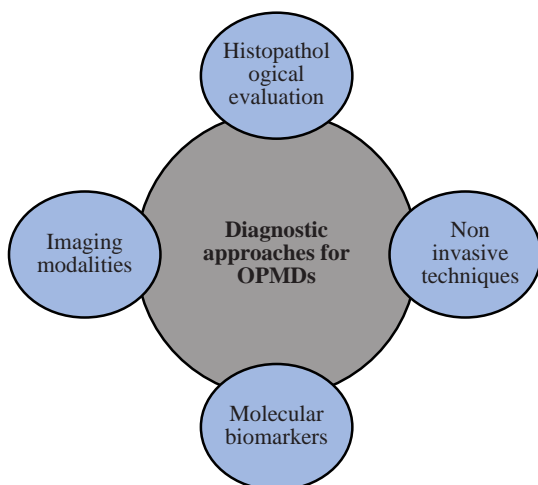 Histopathol
ogical
evaluation
Imaging
modalities
Diagnostic
approaches for
OPMDs
Non
invasive
techniques
Molecular
biomarkers